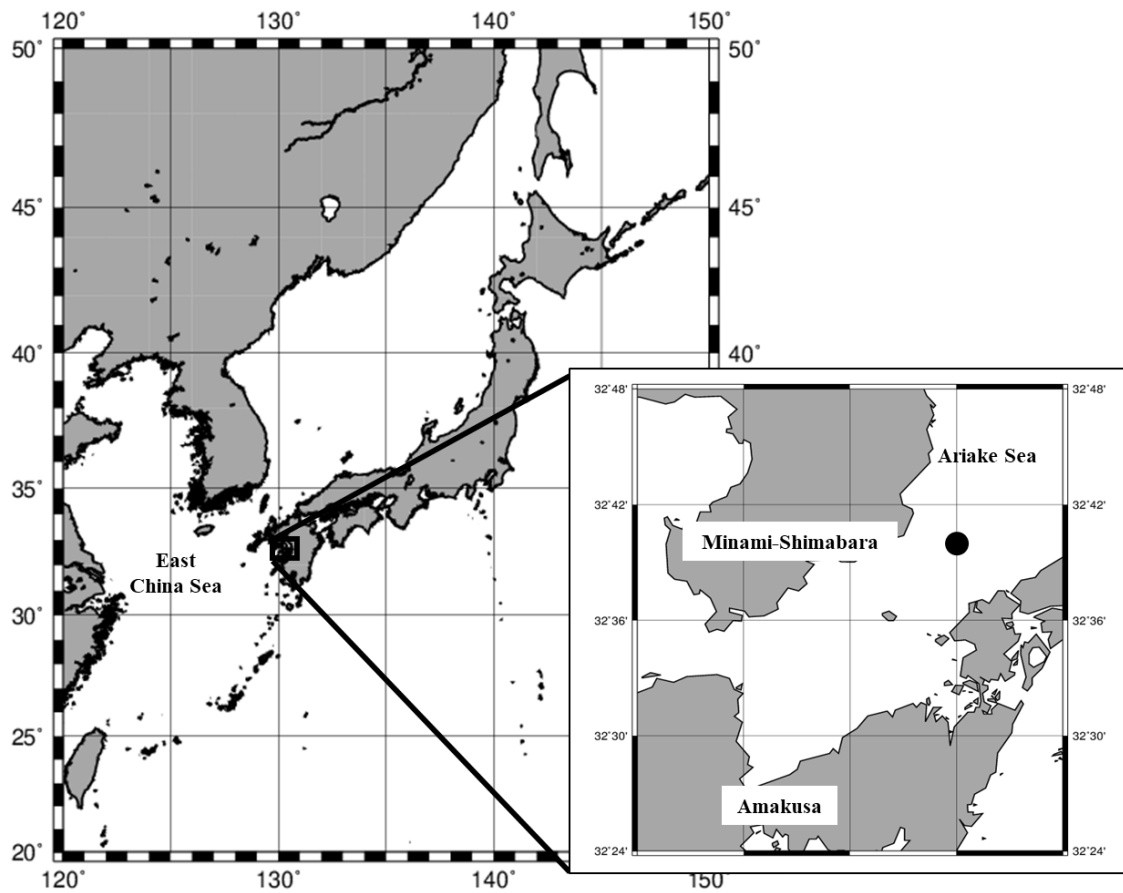 120˚ 130˚ 140˚ 150˚
50˚ 50˚
45˚ 45˚
40˚ 40˚
35˚
30˚
25˚
20˚
120˚ 130˚ 140˚ 150˚
East
China Sea
32˚48' 32˚48'
Ariake Sea
32˚42' 32˚42'
Minami-Shimabara
32˚36' 32˚36'
32˚30' 32˚30'
Amakusa
32˚24' 32˚24'